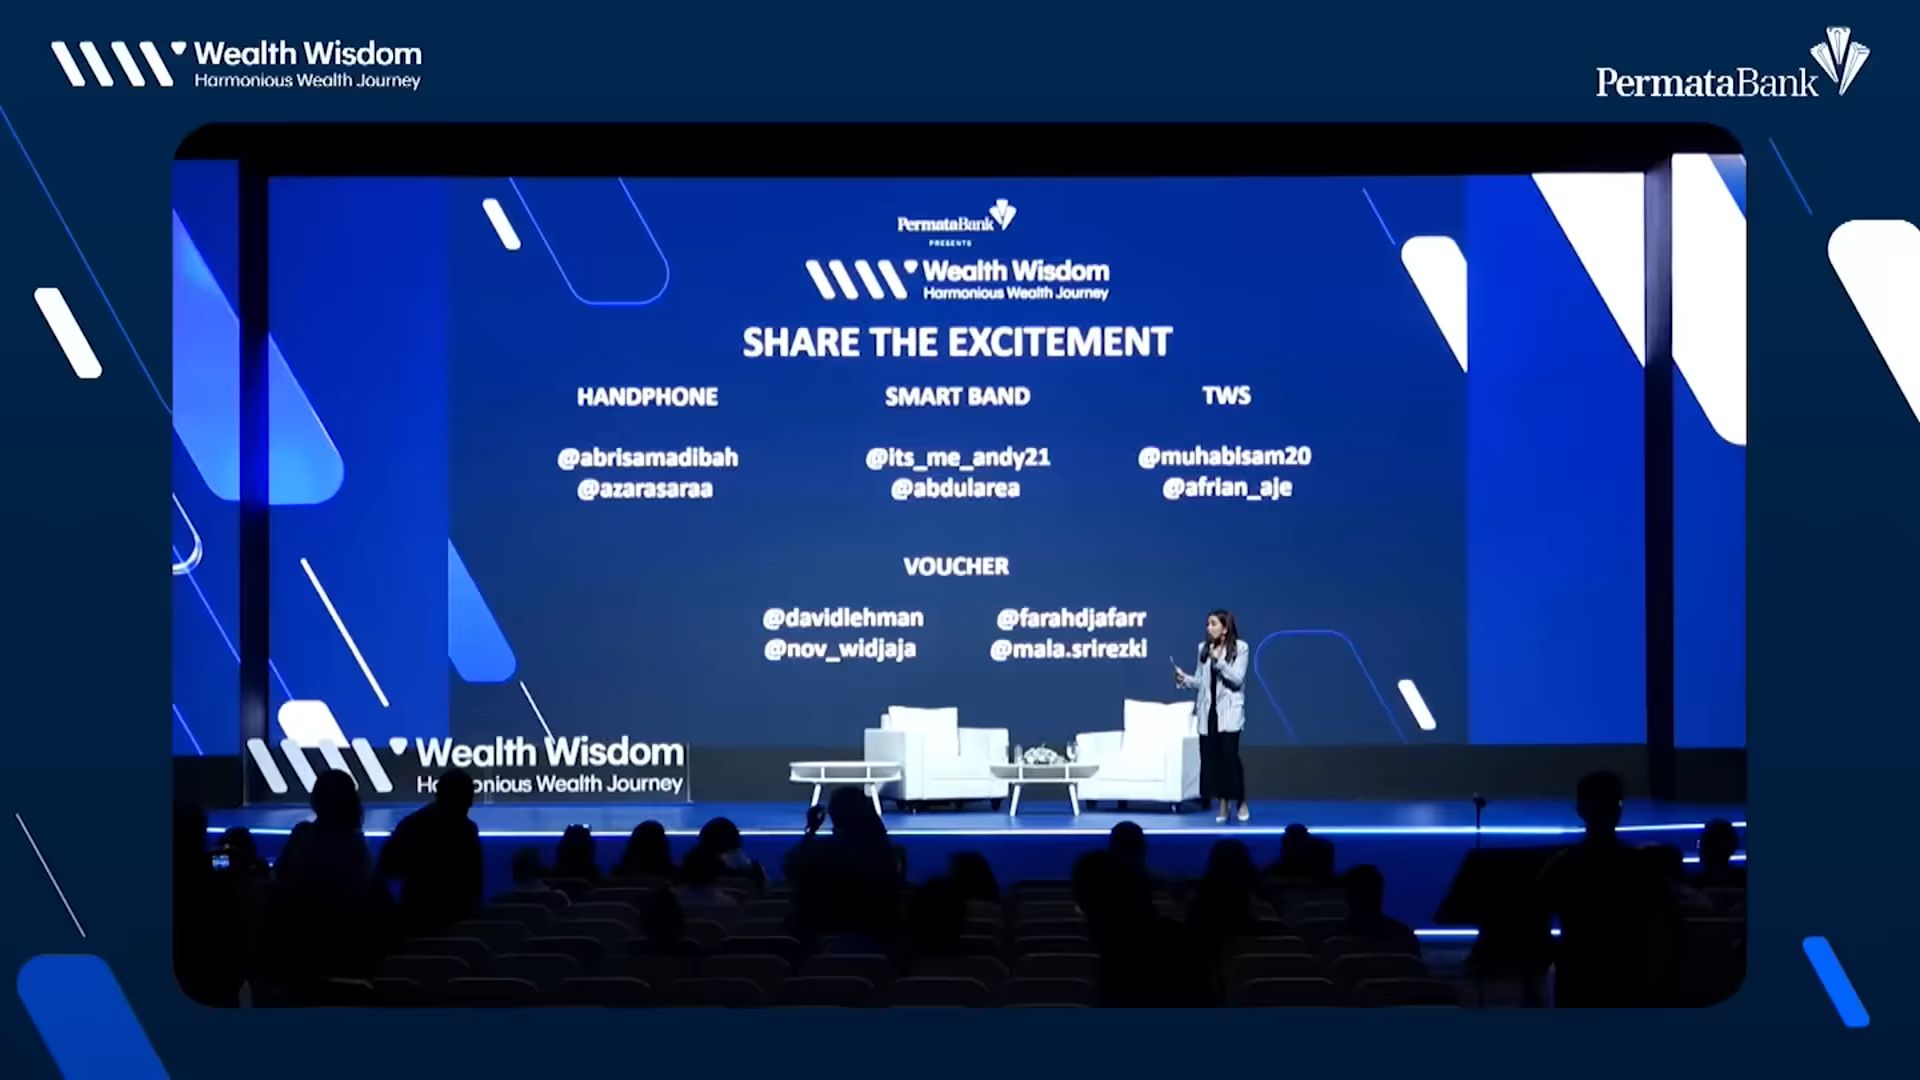 Wealth Wisdom
Harmonious Wealth Journey
PermataBank
PermataBank
PRESENTS
Wealth Wisdom
Harmonious Wealth Journey
SHARE THE EXCITEMENT
HANDPHONE
@abrisamadibah
@azarasaraa
SMART BAND
@its_me_andy21
@abdularea
TWS
@muhabisam20
@afrian_aje
VOUCHER
@davidlehman
@nov_widjaja
@farahdjafarr
@mala.srirezki
Wealth Wisdom
Harmonious Wealth Journey